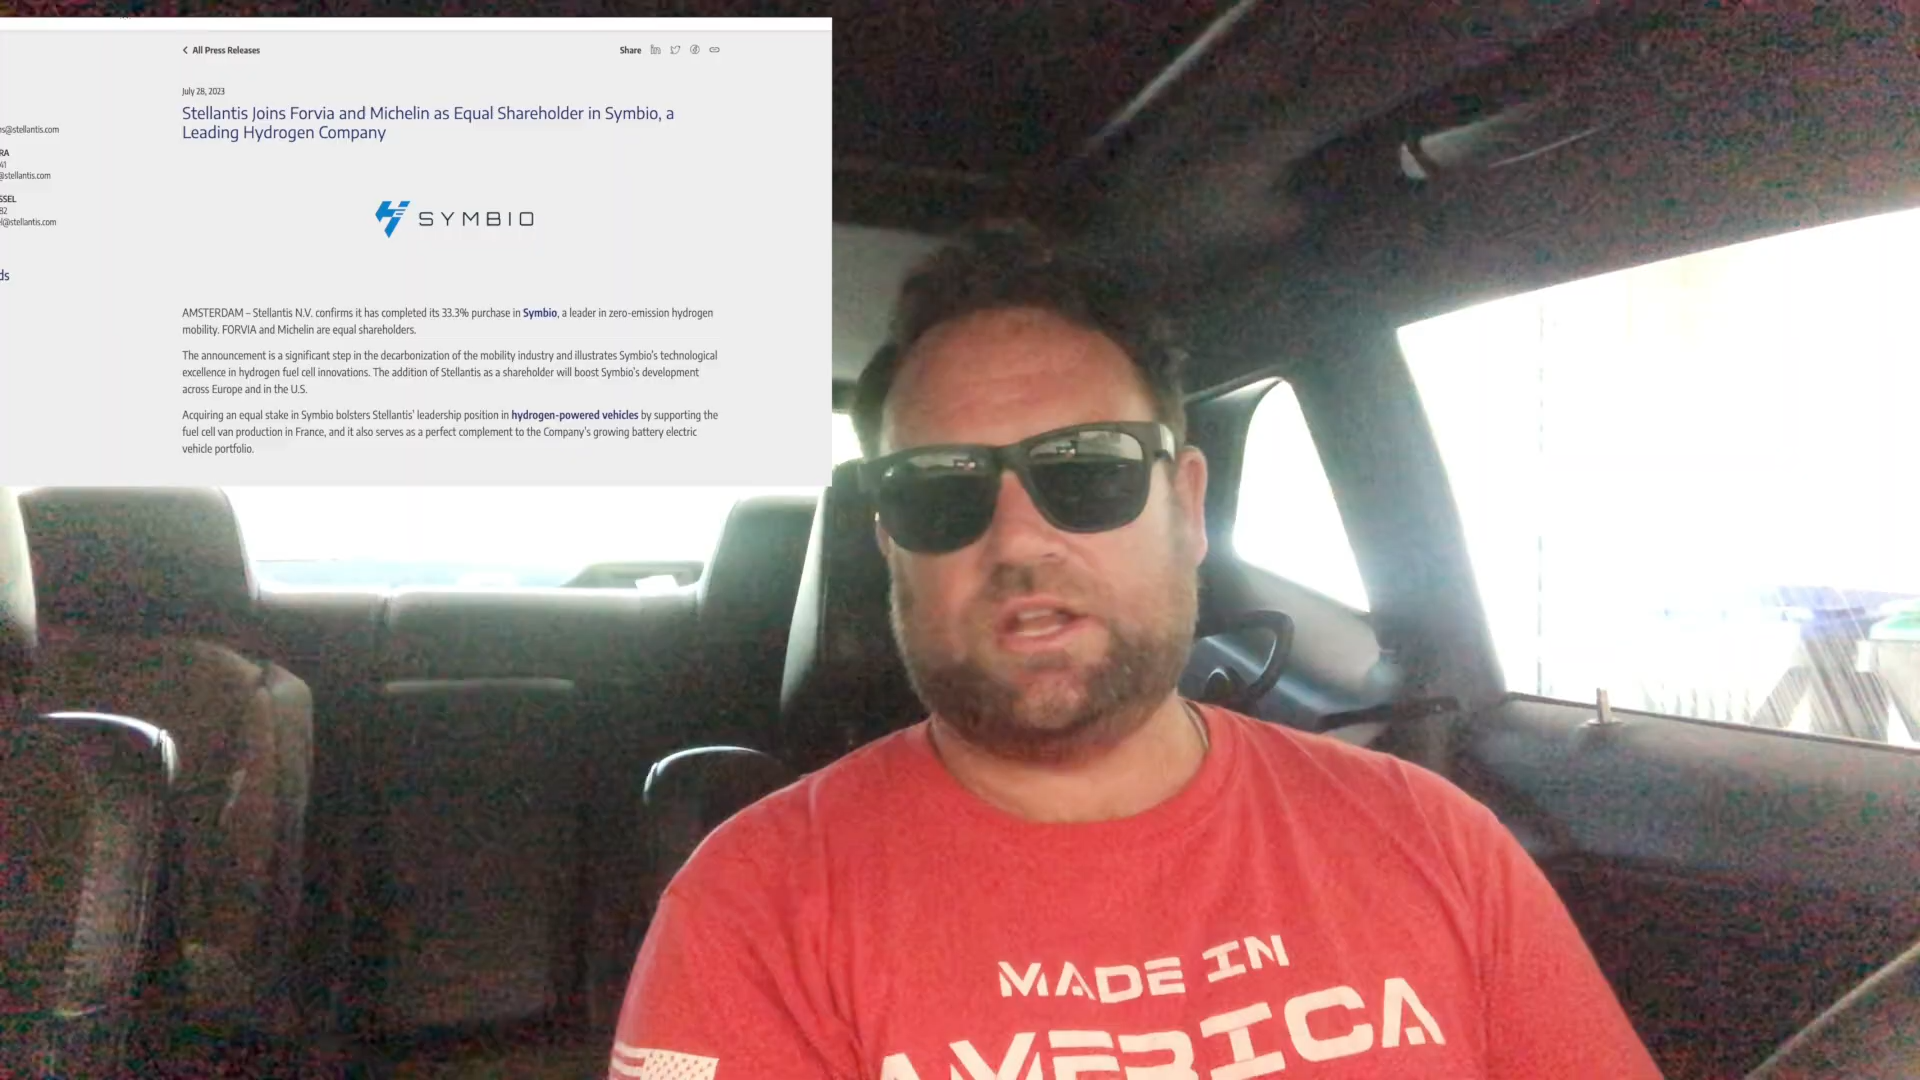 All Press Releases
Share
July 28, 2023
Stellantis Joins Forvia and Michelin as Equal Shareholder in Symbio, a
Leading Hydrogen Company
s@stellantis.com
RA
41
@stellantis.com
SSEL
82
l@stellantis.com
ds
SYMBIO
AMSTERDAM – Stellantis N.V. confirms it has completed its 33.3% purchase in Symbio, a leader in zero-emission hydrogen
mobility. FORVIA and Michelin are equal shareholders.
The announcement is a significant step in the decarbonization of the mobility industry and illustrates Symbio's technological
excellence in hydrogen fuel cell innovations. The addition of Stellantis as a shareholder will boost Symbio's development
across Europe and in the U.S.
Acquiring an equal stake in Symbio bolsters Stellantis' leadership position in hydrogen-powered vehicles by supporting the
fuel cell van production in France, and it also serves as a perfect complement to the Company's growing battery electric
vehicle portfolio.
MADE IN
AMERICA